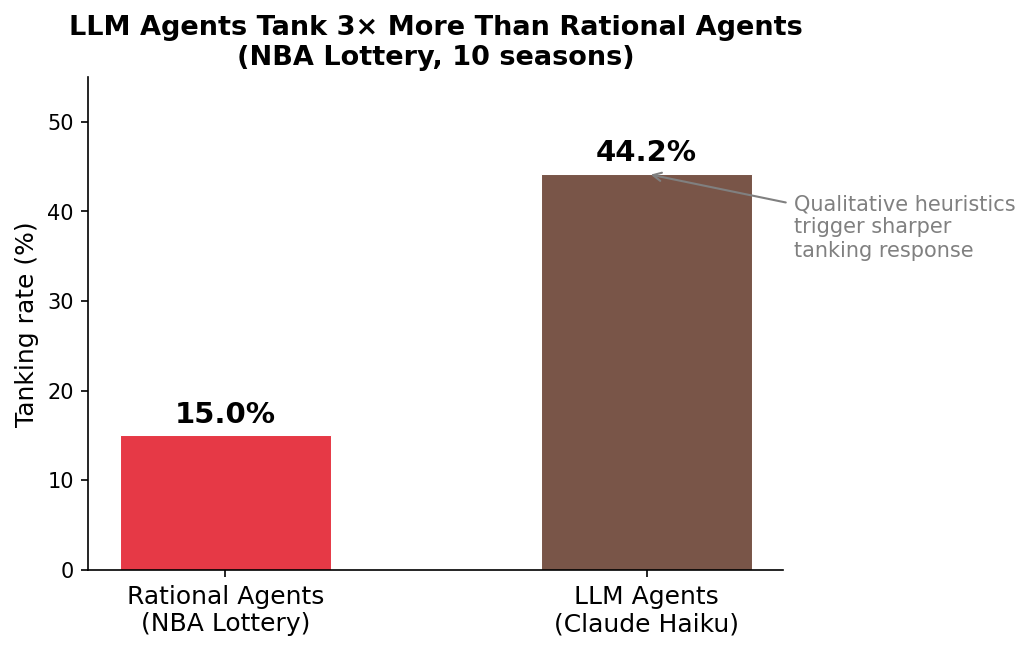 LLM Agents Tank 3× More Than Rational Agents
(NBA Lottery, 10 seasons)
Tanking rate (%)
50
40
30
20
10
0
15.0%
44.2%
Qualitative heuristics
trigger sharper
tanking response
Rational Agents
(NBA Lottery)
LLM Agents
(Claude Haiku)